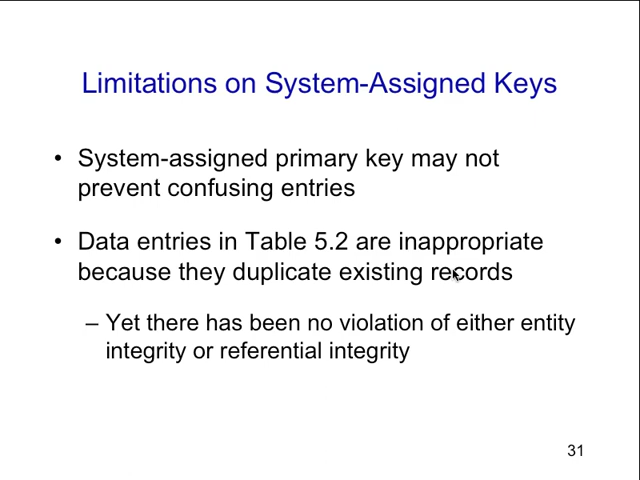 Limitations on System-Assigned Keys
• System-assigned primary key may not
prevent confusing entries
• Data entries in Table 5.2 are inappropriate
because they duplicate existing records
– Yet there has been no violation of either entity
integrity or referential integrity
31